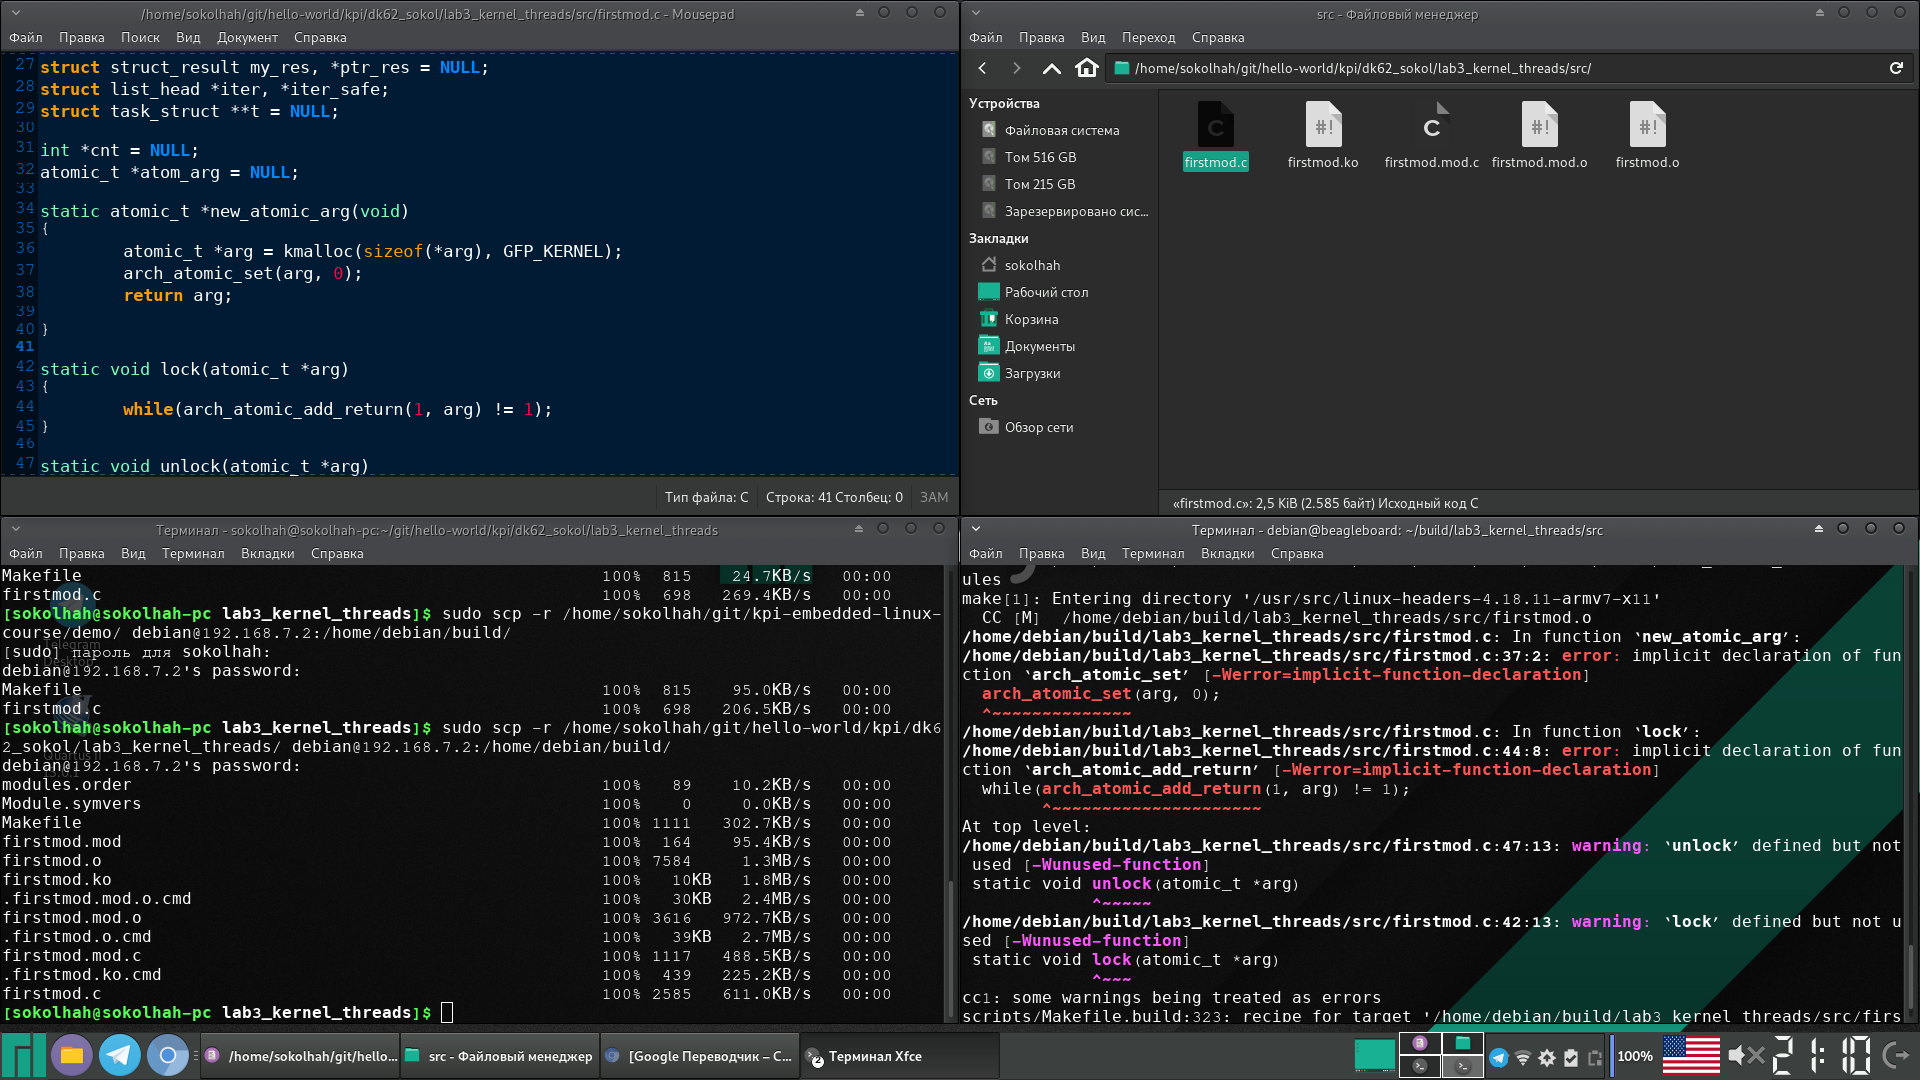 /home/sokolhah/git/hello-world/kpi/dk62_sokol/lab3_kernel_threads/src/firstmod.c - Mousepad
Файл Правка Поиск Вид Документ Справка
27 struct struct_result my_res, *ptr_res = NULL;
28 struct list_head *iter, *iter_safe;
29 struct task_struct **t = NULL;
30
31 int *cnt = NULL;
32 atomic_t *atom_arg = NULL;
33
34 static atomic_t *new_atomic_arg(void)
35 {
36 atomic_t *arg = kmalloc(sizeof(*arg), GFP_KERNEL);
37 arch_atomic_set(arg, 0);
38 return arg;
39
40 }
41
42 static void lock(atomic_t *arg)
43 {
44 while(arch_atomic_add_return(1, arg) != 1);
45 }
46
47 static void unlock(atomic_t *arg)
Тип файла: C Строка: 41 Столбец: 0 ЗАМ
src - Файловый менеджер
Файл Правка Вид Переход Справка
/home/sokolhah/git/hello-world/kpi/dk62_sokol/lab3_kernel_threads/src/
Устройства
Файловая система
Том 516 GB
Том 215 GB
Зарезервировано сис...
Закладки
sokolhah
Рабочий стол
Корзина
Документы
Загрузки
Сеть
Обзор сети
C #! C #! #!
firstmod.c firstmod.ko firstmod.mod.c firstmod.mod.o firstmod.o
«firstmod.c»: 2,5 KiB (2.585 байт) Исходный код C
Терминал - sokolhah@sokolhah-pc:~/git/hello-world/kpi/dk62_sokol/lab3_kernel_threads
Файл Правка Вид Терминал Вкладки Справка
Makefile 100% 815 24.7KB/s 00:00
firstmod.c 100% 698 269.4KB/s 00:00
[sokolhah@sokolhah-pc lab3_kernel_threads]$ sudo scp -r /home/sokolhah/git/kpi-embedded-linux-
course/demo/ debian@192.168.7.2:/home/debian/build/
[sudo] пароль для sokolhah:
debian@192.168.7.2's password:
Makefile 100% 815 95.0KB/s 00:00
firstmod.c 100% 698 206.5KB/s 00:00
[sokolhah@sokolhah-pc lab3_kernel_threads]$ sudo scp -r /home/sokolhah/git/hello-world/kpi/dk6
2_sokol/lab3_kernel_threads/ debian@192.168.7.2:/home/debian/build/
debian@192.168.7.2's password:
modules.order 100% 89 10.2KB/s 00:00
Module.symvers 100% 0 0.0KB/s 00:00
Makefile 100% 1111 302.7KB/s 00:00
firstmod.mod 100% 164 95.4KB/s 00:00
firstmod.o 100% 7584 1.3MB/s 00:00
firstmod.ko 100% 10KB 1.8MB/s 00:00
.firstmod.mod.o.cmd 100% 30KB 2.4MB/s 00:00
firstmod.mod.o 100% 3616 972.7KB/s 00:00
.firstmod.o.cmd 100% 39KB 2.7MB/s 00:00
firstmod.mod.c 100% 1117 488.5KB/s 00:00
.firstmod.ko.cmd 100% 439 225.2KB/s 00:00
firstmod.c 100% 2585 611.0KB/s 00:00
[sokolhah@sokolhah-pc lab3_kernel_threads]$
Telegram
Desktop
Quartus II
Терминал - debian@beagleboard: ~/build/lab3_kernel_threads/src
Файл Правка Вид Терминал Вкладки Справка
ules
make[1]: Entering directory '/usr/src/linux-headers-4.18.11-armv7-x11'
CC [M] /home/debian/build/lab3_kernel_threads/src/firstmod.o
/home/debian/build/lab3_kernel_threads/src/firstmod.c: In function ‘new_atomic_arg’:
/home/debian/build/lab3_kernel_threads/src/firstmod.c:37:2: error: implicit declaration of fun
ction ‘arch_atomic_set’ [-Werror=implicit-function-declaration]
arch_atomic_set(arg, 0);
^~~~~~~~~~~~~~~
/home/debian/build/lab3_kernel_threads/src/firstmod.c: In function ‘lock’:
/home/debian/build/lab3_kernel_threads/src/firstmod.c:44:8: error: implicit declaration of fun
ction ‘arch_atomic_add_return’ [-Werror=implicit-function-declaration]
while(arch_atomic_add_return(1, arg) != 1);
^~~~~~~~~~~~~~~~~~~~~~
At top level:
/home/debian/build/lab3_kernel_threads/src/firstmod.c:47:13: warning: ‘unlock’ defined but not
used [-Wunused-function]
static void unlock(atomic_t *arg)
^~~~~~
/home/debian/build/lab3_kernel_threads/src/firstmod.c:42:13: warning: ‘lock’ defined but not u
sed [-Wunused-function]
static void lock(atomic_t *arg)
^~~~
cc1: some warnings being treated as errors
scripts/Makefile.build:323: recipe for target '/home/debian/build/lab3_kernel_threads/src/firs
/home/sokolhah/git/hello... src - Файловый менеджер [Google Переводчик – C... 2 Терминал Xfce 100% 21:10